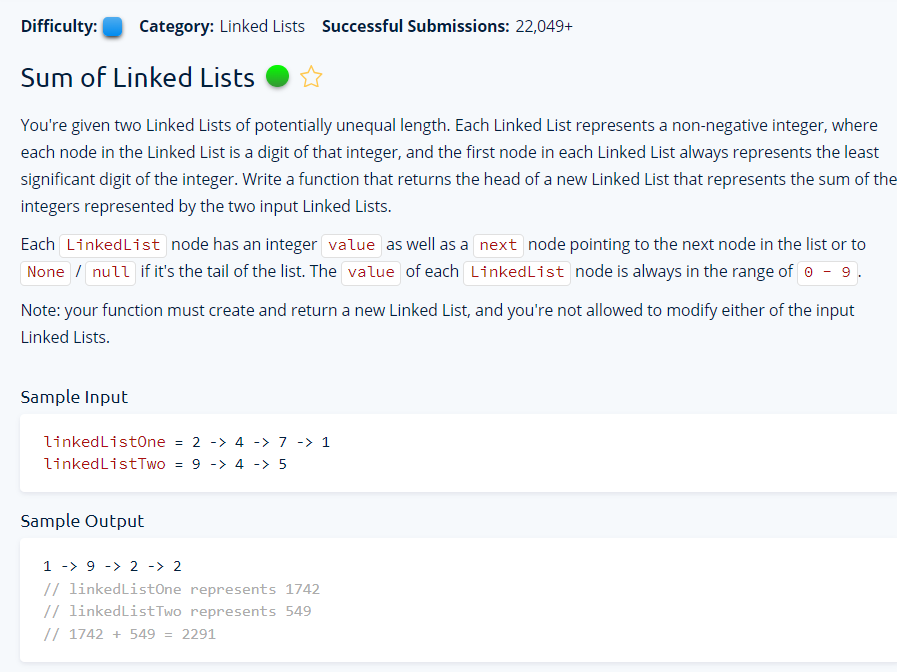 Difficulty: Category: Linked Lists Successful Submissions: 22,049+
Sum of Linked Lists
You're given two Linked Lists of potentially unequal length. Each Linked List represents a non-negative integer, where
each node in the Linked List is a digit of that integer, and the first node in each Linked List always represents the least
significant digit of the integer. Write a function that returns the head of a new Linked List that represents the sum of the
integers represented by the two input Linked Lists.
Each LinkedList node has an integer value as well as a next node pointing to the next node in the list or to
None / null if it's the tail of the list. The value of each LinkedList node is always in the range of 0 - 9.
Note: your function must create and return a new Linked List, and you're not allowed to modify either of the input
Linked Lists.
Sample Input
linkedListOne = 2 -> 4 -> 7 -> 1
linkedListTwo = 9 -> 4 -> 5
Sample Output
1 -> 9 -> 2 -> 2
// linkedListOne represents 1742
// linkedListTwo represents 549
// 1742 + 549 = 2291